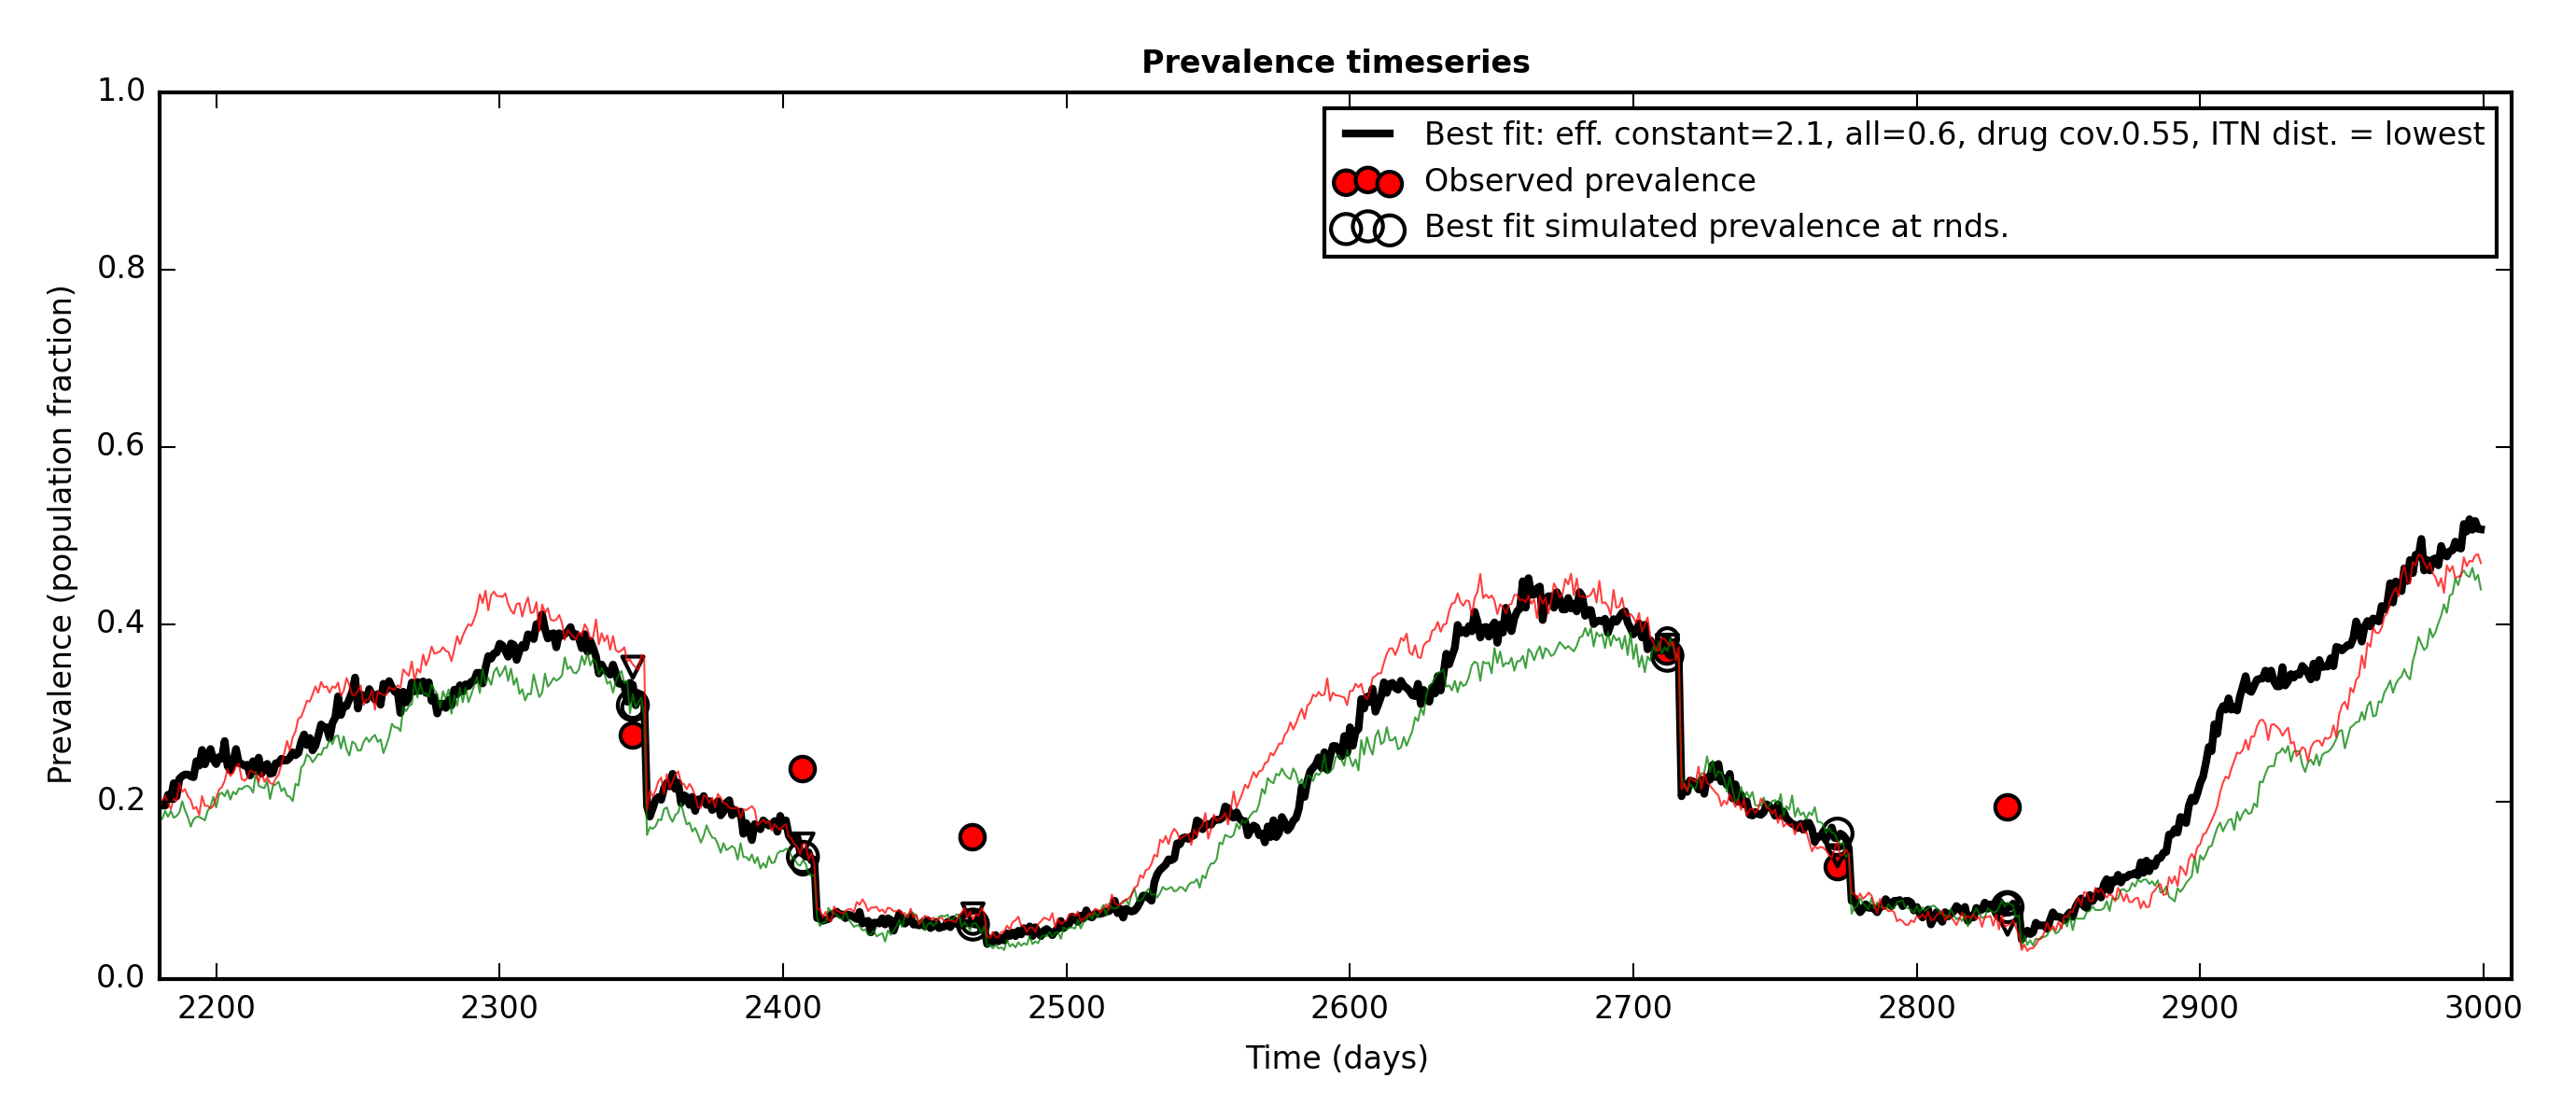 Prevalence timeseries
1.0
0.8
0.6
0.4
0.2
0.0
Prevalence (population fraction)
Best fit: eff. constant=2.1, all=0.6, drug cov.0.55, ITN dist. = lowest
Observed prevalence
Best fit simulated prevalence at rnds.
2200 2300 2400 2500 2600 2700 2800 2900 3000
Time (days)